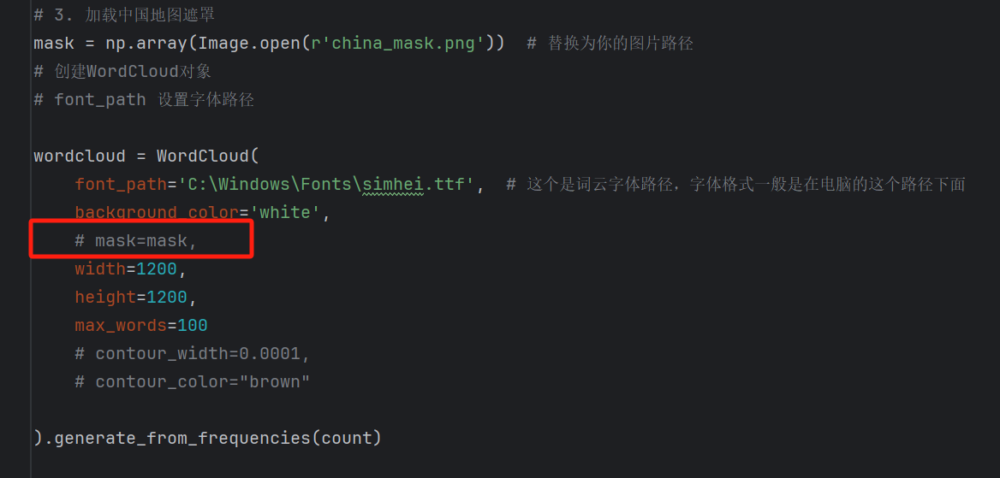 # 3. 加载中国地图遮罩
mask = np.array(Image.open(r'china_mask.png'))  # 替换为你的图片路径
# 创建WordCloud对象
# font_path 设置字体路径
wordcloud = WordCloud(
    font_path='C:\Windows\Fonts\simhei.ttf',  # 这个是词云字体路径，字体格式一般是在电脑的这个路径下面
    background_color='white',
    # mask=mask,
    width=1200,
    height=1200,
    max_words=100
    # contour_width=0.0001,
    # contour_color="brown"
).generate_from_frequencies(count)